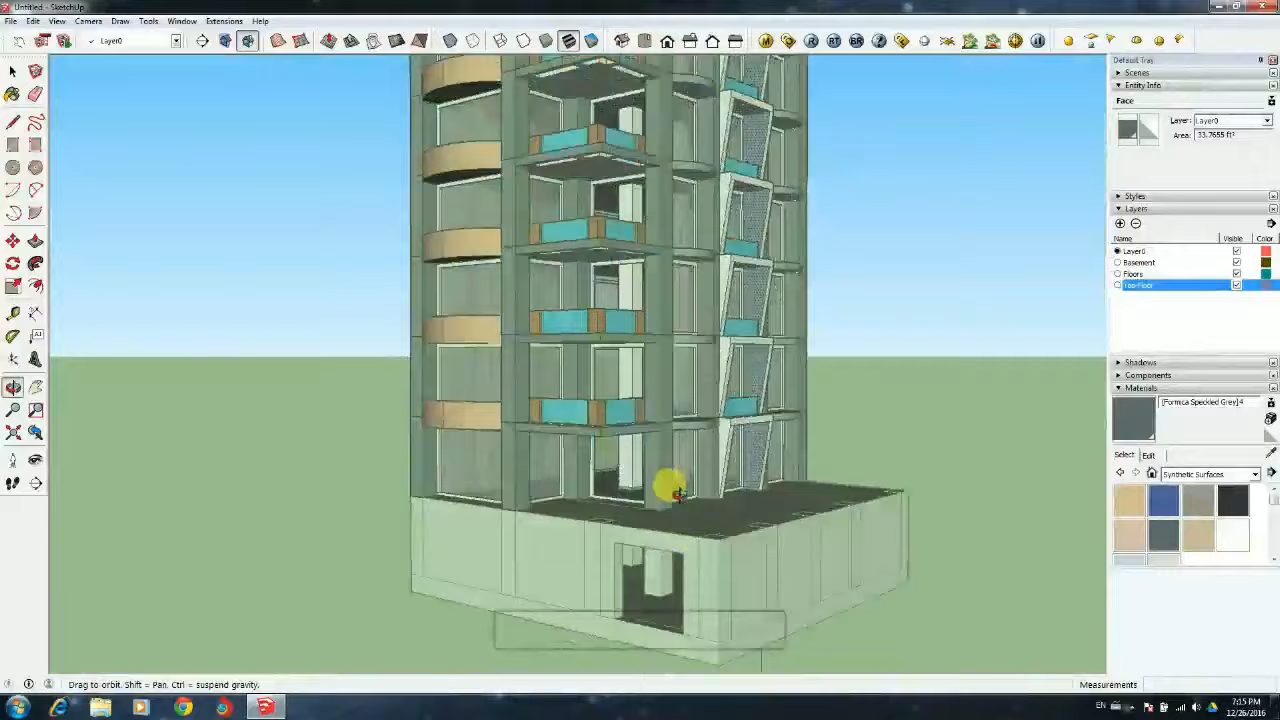 Untitled - SketchUp
File Edit View Camera Draw Tools Window Extensions Help
Layer0
Default Tray
Scenes
Entity Info
Face
Layer: Layer0
Area: 33.7655 ft²
Styles
Layers
Name Visible Color
Layer0
Basement
Floors
Top Floor
Shadows
Components
Materials
[Formica Speckled Grey]4
Select Edit
Synthetic Surfaces
Drag to orbit. Shift = Pan, Ctrl = suspend gravity.
Measurements
EN
7:15 PM
12/26/2016